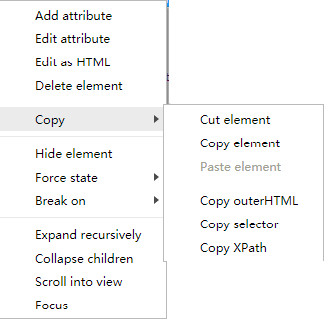 Add attribute
Edit attribute
Edit as HTML
Delete element
Copy
Hide element
Force state
Break on
Expand recursively
Collapse children
Scroll into view
Focus
Cut element
Copy element
Paste element
Copy outerHTML
Copy selector
Copy XPath